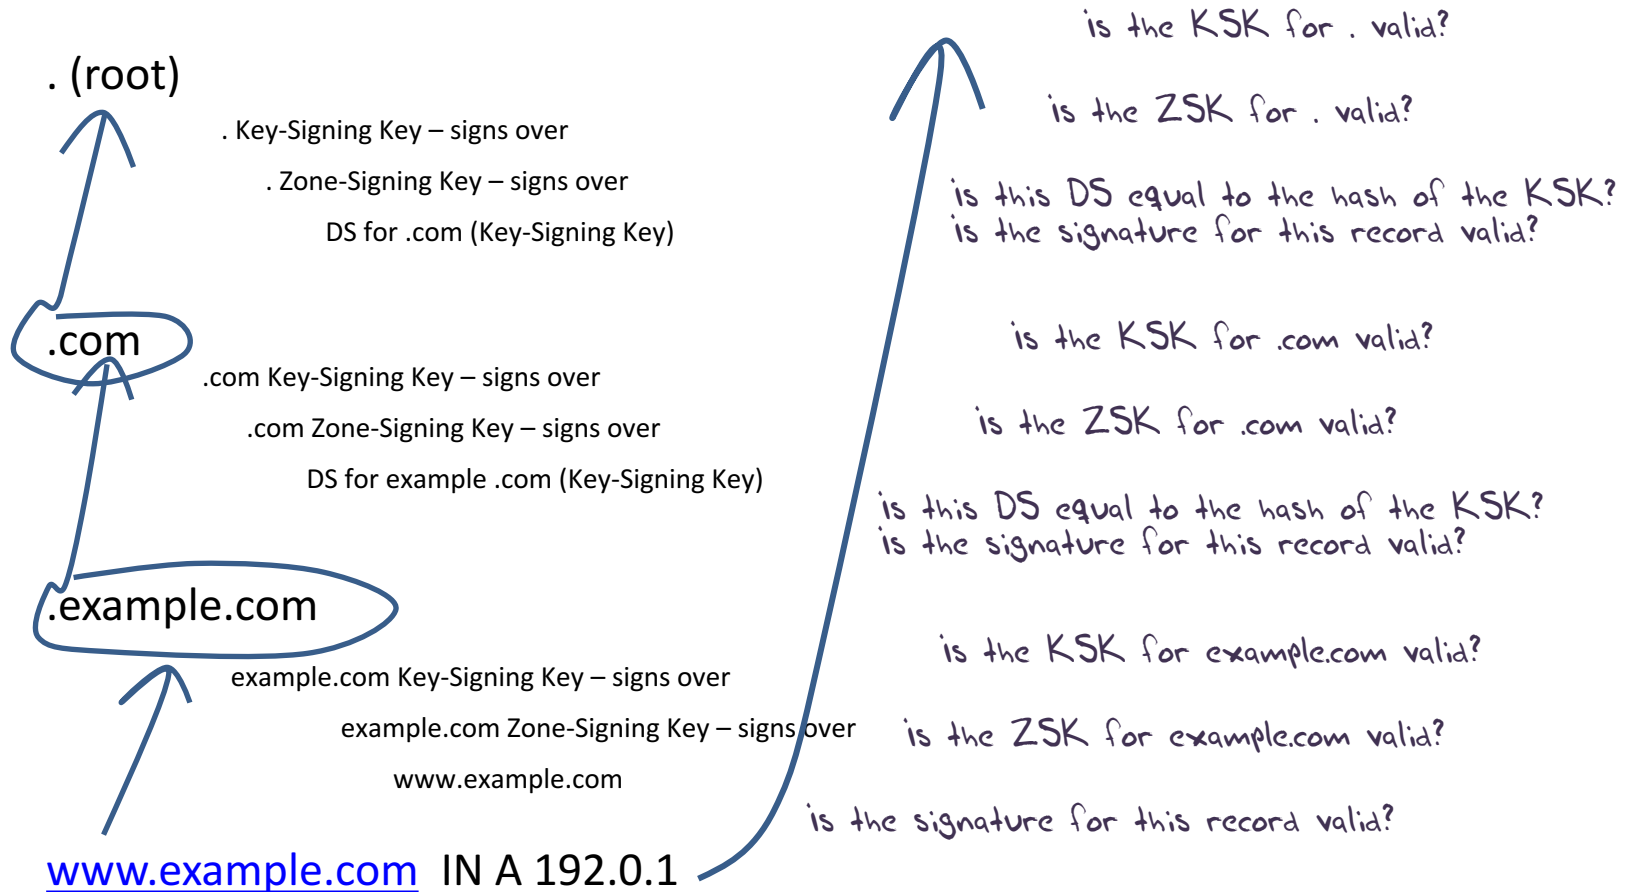 is the KSK for . valid?
. (root)
is the ZSK for . valid?
. Key-Signing Key – signs over
. Zone-Signing Key – signs over
is this DS equal to the hash of the KSK?
is the signature for this record valid?
DS for .com (Key-Signing Key)
.com
is the KSK for .com valid?
.com Key-Signing Key – signs over
is the ZSK for .com valid?
.com Zone-Signing Key – signs over
DS for example .com (Key-Signing Key)
is this DS equal to the hash of the KSK?
is the signature for this record valid?
.example.com
is the KSK for example.com valid?
example.com Key-Signing Key – signs over
example.com Zone-Signing Key – signs over
is the ZSK for example.com valid?
www.example.com
is the signature for this record valid?
www.example.com IN A 192.0.1